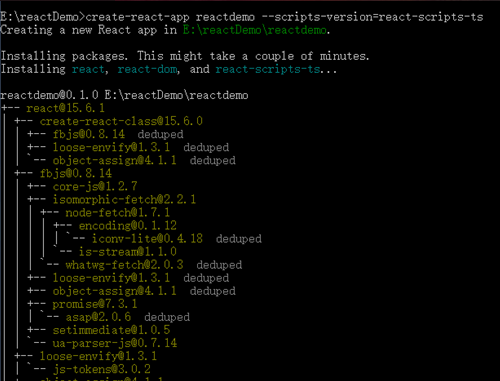 E:\reactDemo>create-react-app reactdemo --scripts-version=react-scripts-ts
Creating a new React app in E:\reactDemo\reactdemo.
Installing packages. This might take a couple of minutes.
Installing react, react-dom, and react-scripts-ts...
reactdemo@0.1.0 E:\reactDemo\reactdemo
+-- react@15.6.1
| +-- create-react-class@15.6.0
| | +-- fbjs@0.8.14  deduped
| | +-- loose-envify@1.3.1  deduped
| | `-- object-assign@4.1.1  deduped
| +-- fbjs@0.8.14
| | +-- core-js@1.2.7
| | +-- isomorphic-fetch@2.2.1
| | | +-- node-fetch@1.7.1
| | | | +-- encoding@0.1.12
| | | | | `-- iconv-lite@0.4.18  deduped
| | | | `-- is-stream@1.1.0
| | | `-- whatwg-fetch@2.0.3  deduped
| | +-- loose-envify@1.3.1  deduped
| | +-- object-assign@4.1.1  deduped
| | +-- promise@7.3.1
| | | `-- asap@2.0.6  deduped
| | +-- setimmediate@1.0.5
| | `-- ua-parser-js@0.7.14
| +-- loose-envify@1.3.1
| | `-- js-tokens@3.0.2
| +-- object-assign@4.1.1